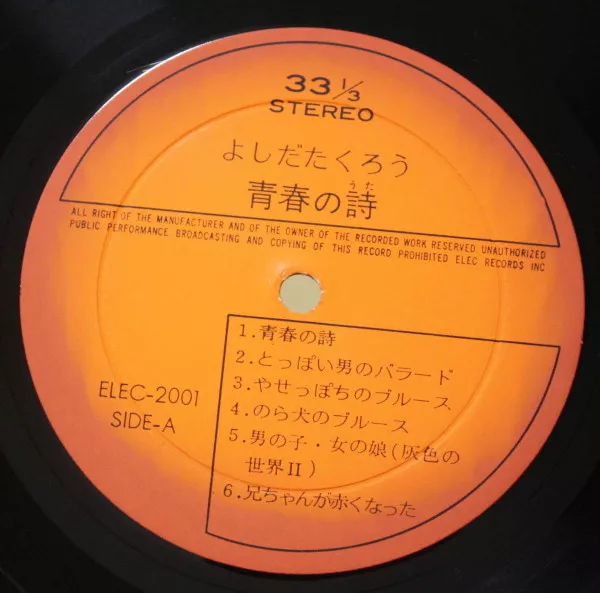 33 1/3
STEREO
よしだたくろう
うた
青春の詩
ALL RIGHT OF THE MANUFACTURER AND OF THE OWNER OF THE RECORDED WORK RESERVED. UNAUTHORIZED
PUBLIC PERFORMANCE. BROADCASTING AND COPYING OF THIS RECORD PROHIBITED ELEC RECORDS INC
1.青春の詩
2.とっぽい男のバラード
3.やせっぽちのブルース
4.のら犬のブルース
5.男の子・女の娘(灰色の
世界II)
6.兄ちゃんが赤くなった
ELEC-2001
SIDE-A